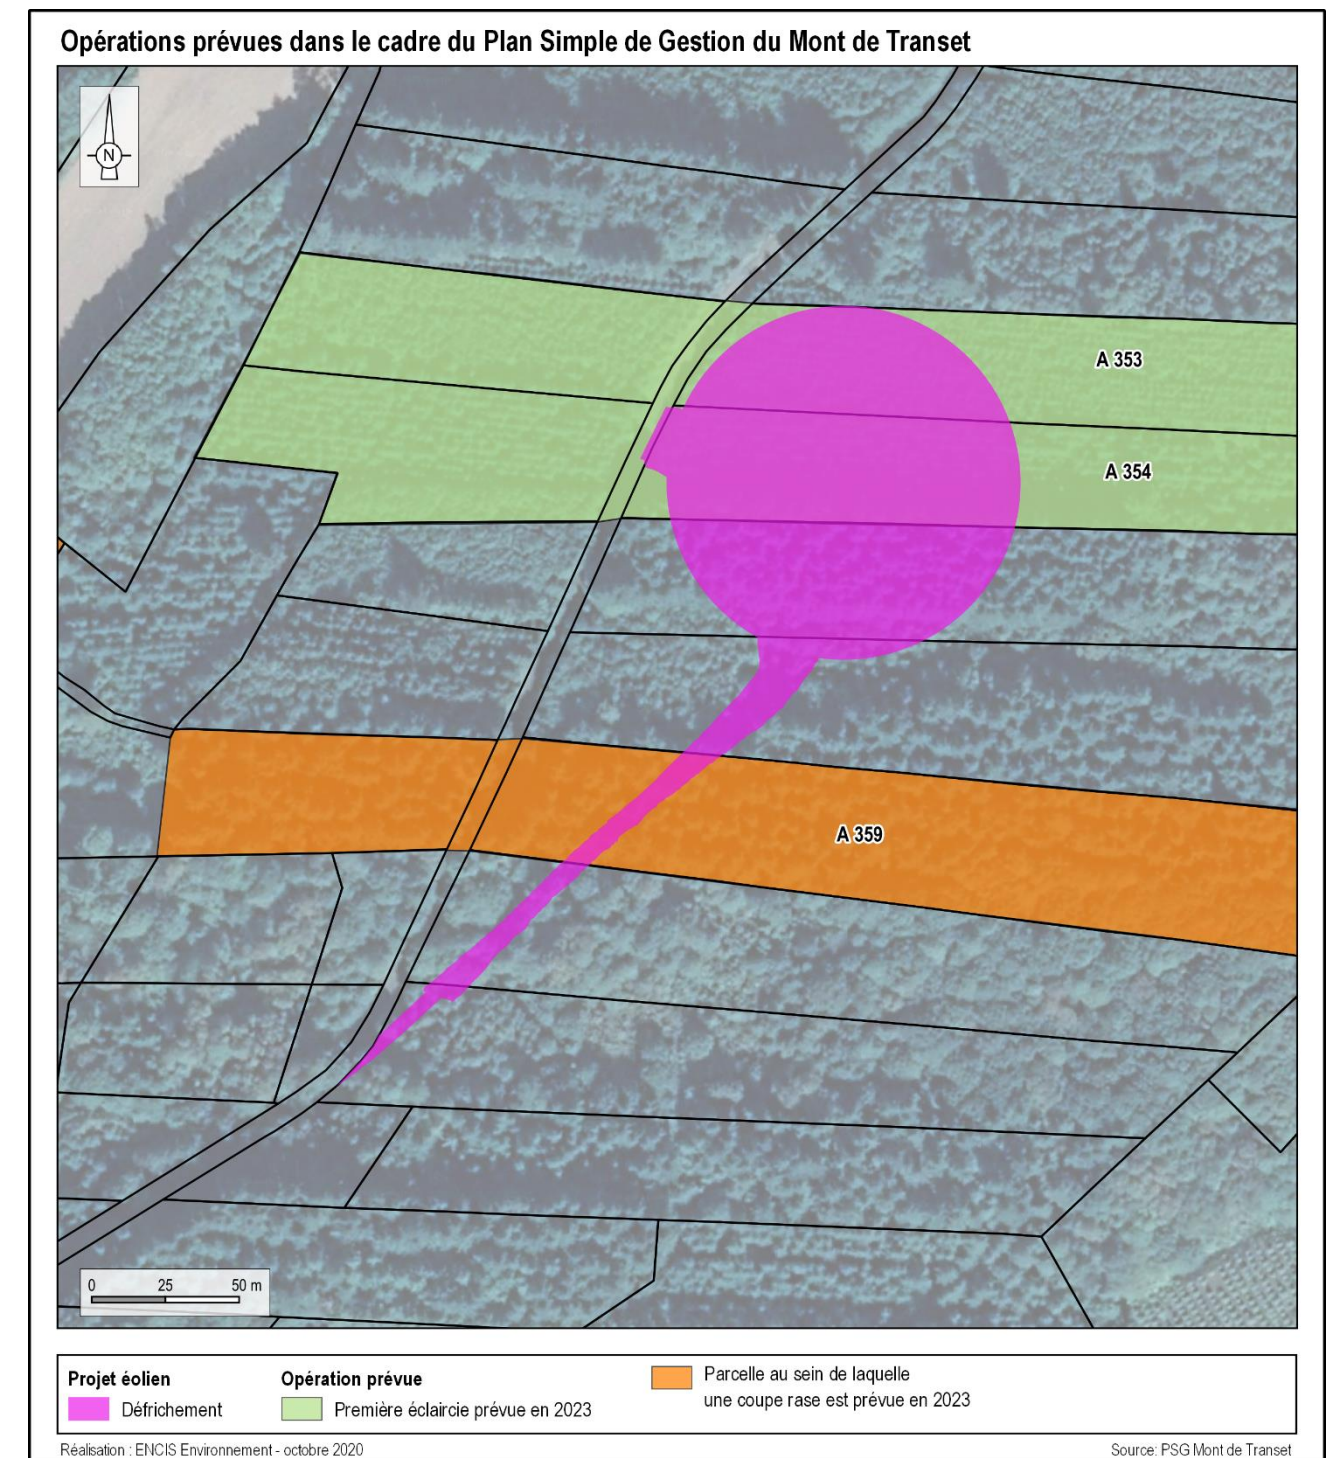 Opérations prévues dans le cadre du Plan Simple de Gestion du Mont de Transet
N
A 353
A 354
A 359
0 25 50 m
Projet éolien
Défrichement
Opération prévue
Première éclaircie prévue en 2023
Parcelle au sein de laquelle
une coupe rase est prévue en 2023
Réalisation : ENCIS Environnement - octobre 2020
Source: PSG Mont de Transet